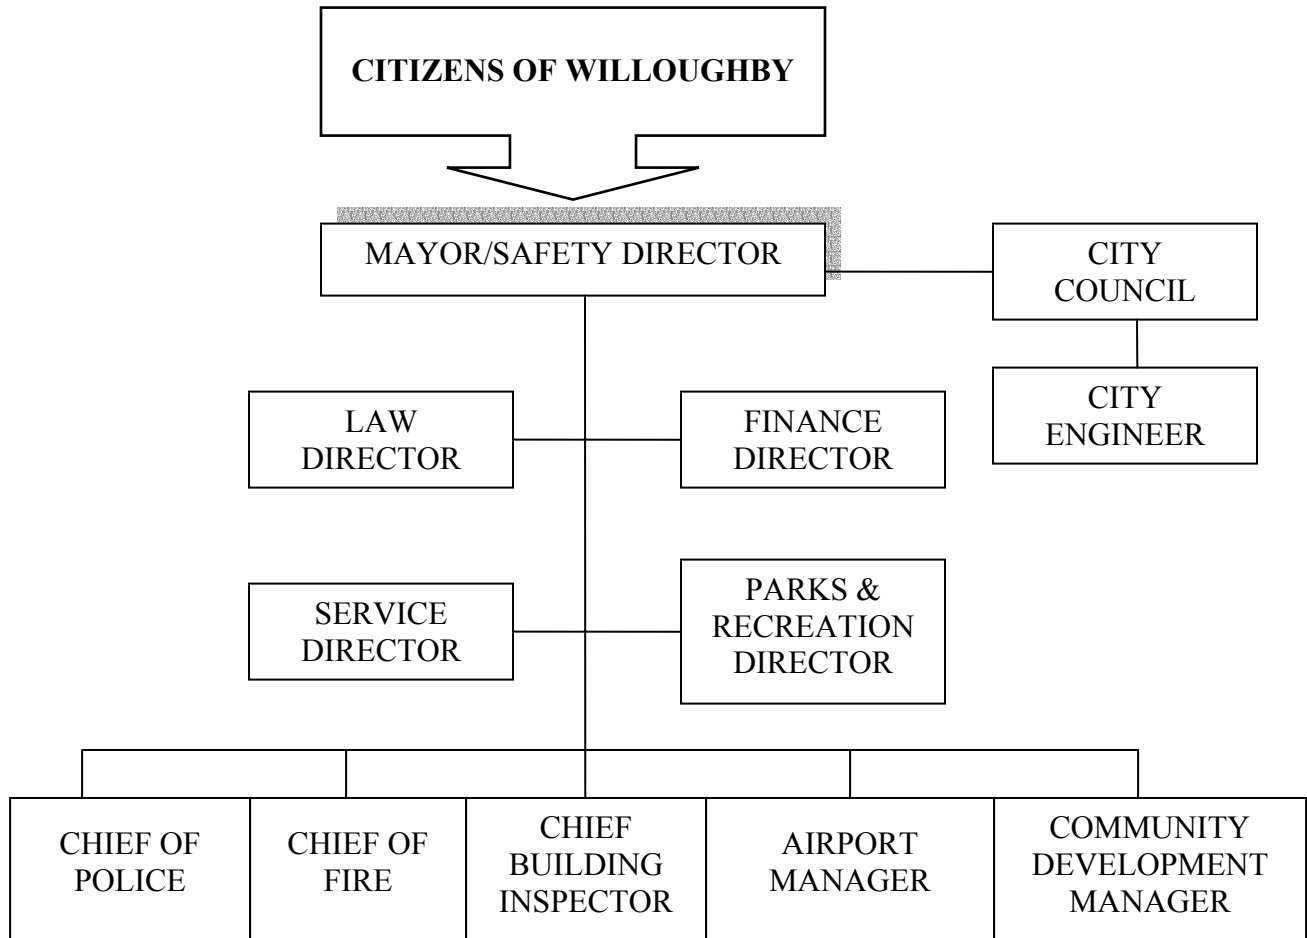 CITIZENS OF WILLOUGHBY
MAYOR/SAFETY DIRECTOR
CITY
COUNCIL
CITY
ENGINEER
LAW
DIRECTOR
FINANCE
DIRECTOR
SERVICE
DIRECTOR
PARKS &
RECREATION
DIRECTOR
CHIEF OF
POLICE
CHIEF OF
FIRE
CHIEF
BUILDING
INSPECTOR
AIRPORT
MANAGER
COMMUNITY
DEVELOPMENT
MANAGER